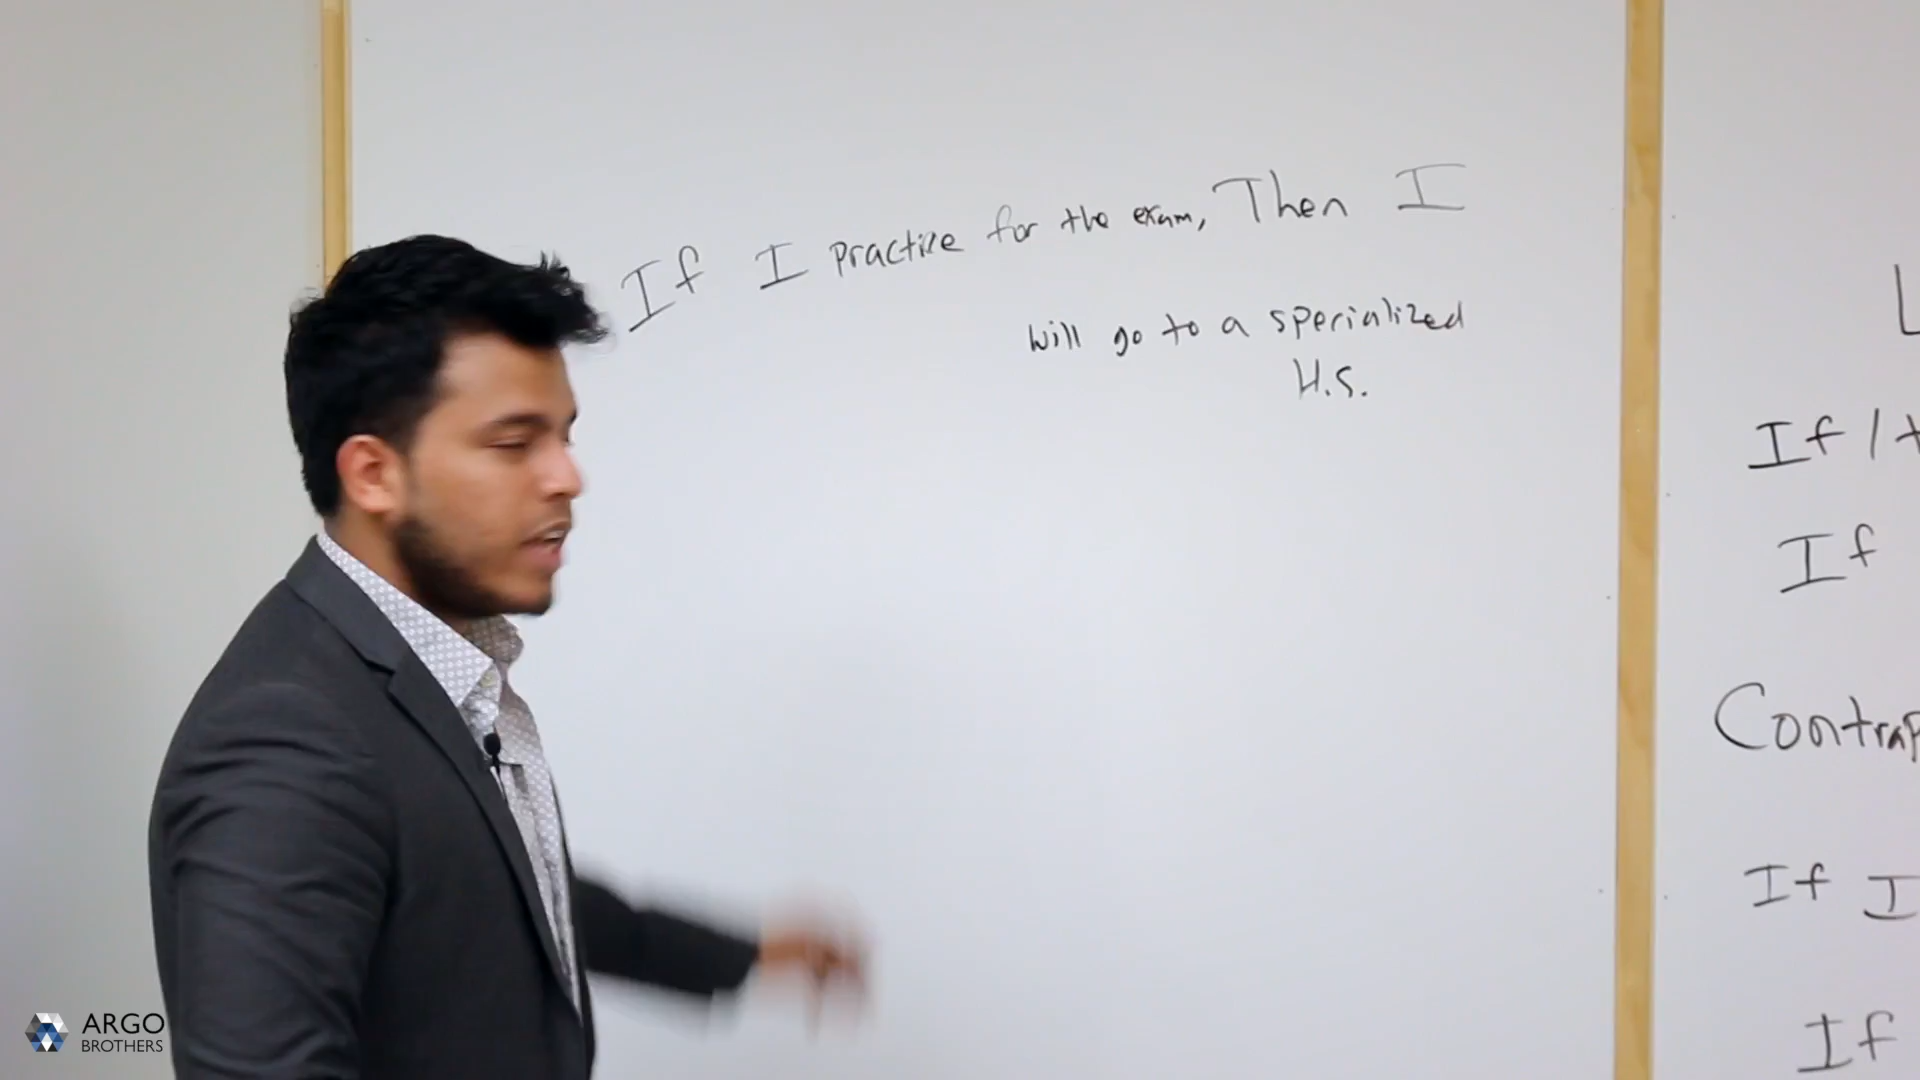 If I practice for the exam, Then I
will go to a specialized
H.S.
L
If / t
If
Contrap
If I
If
ARGO
BROTHERS